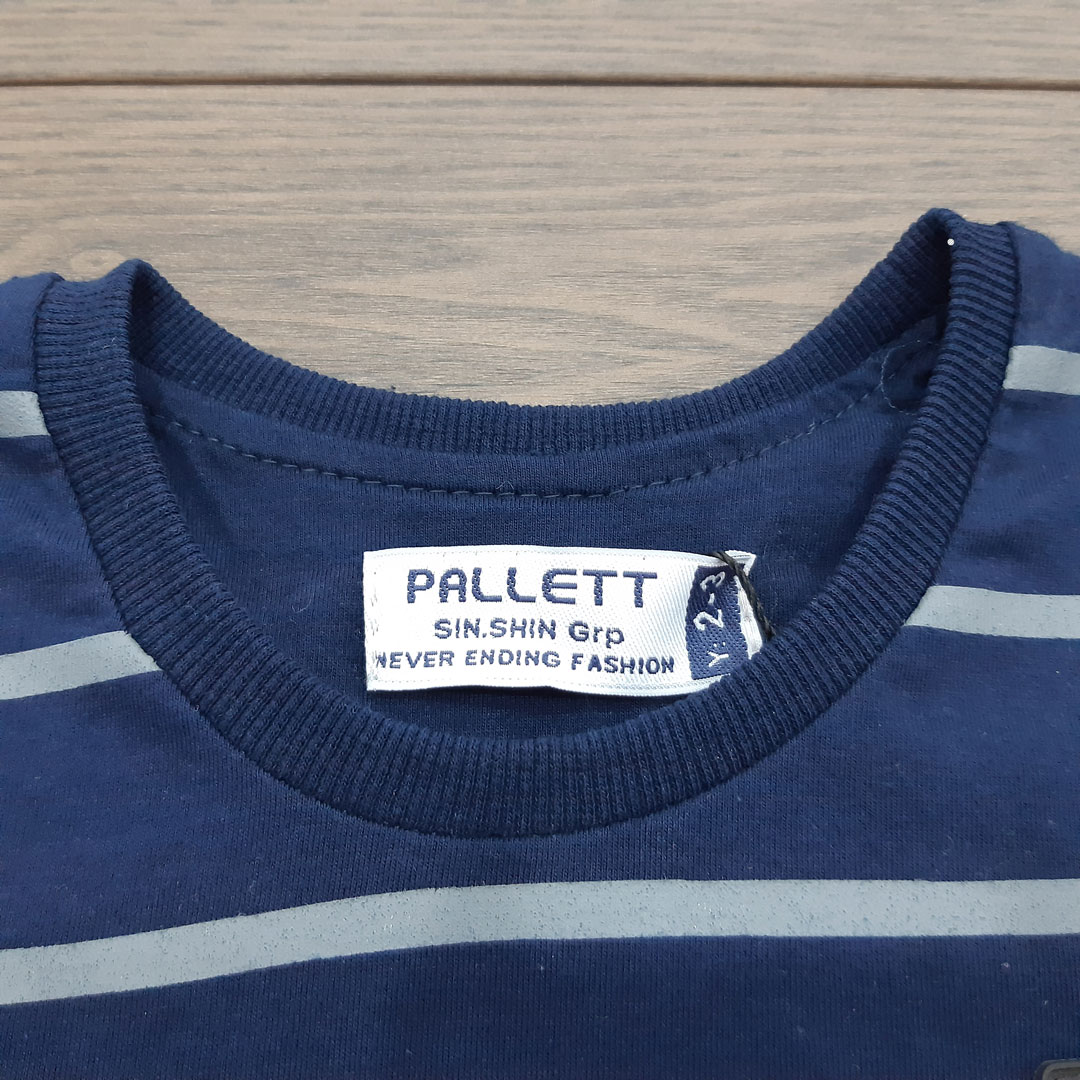 PALLETT
SIN.SHIN Grp
NEVER ENDING FASHION
Y: 2-3